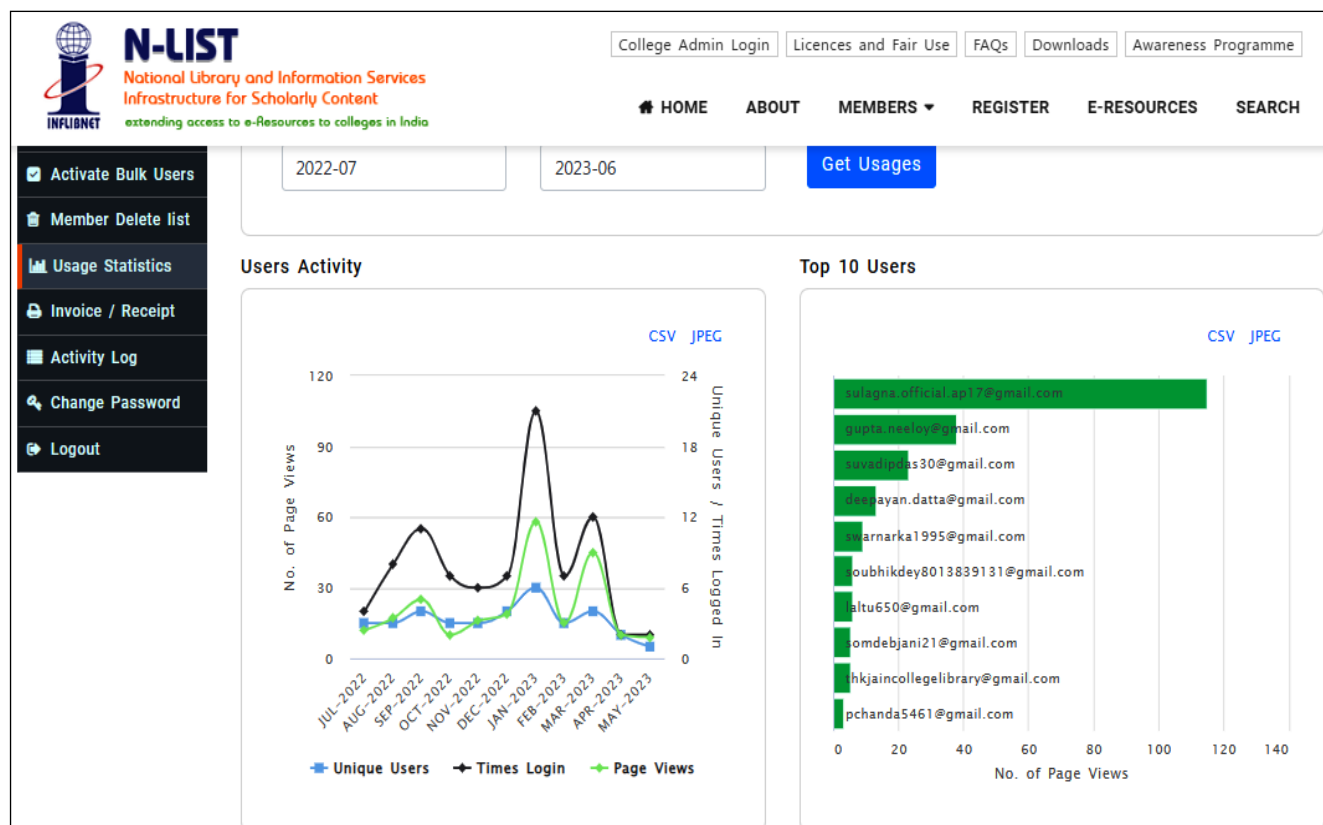 N-LIST
National Library and Information Services
Infrastructure for Scholarly Content
extending access to e-Resources to colleges in India
INFLIBNET
College Admin Login
Licences and Fair Use
FAQs
Downloads
Awareness Programme
HOME
ABOUT
MEMBERS
REGISTER
E-RESOURCES
SEARCH
Activate Bulk Users
Member Delete list
Usage Statistics
Invoice / Receipt
Activity Log
Change Password
Logout
2022-07
2023-06
Get Usages
Users Activity
CSV JPEG
120
90
60
30
0
No. of Page Views
24
18
12
6
0
Unique Users / Times Logged In
JUL-2022
AUG-2022
SEP-2022
OCT-2022
NOV-2022
DEC-2022
JAN-2023
FEB-2023
MAR-2023
APR-2023
MAY-2023
Unique Users
Times Login
Page Views
Top 10 Users
CSV JPEG
sulagna.official.ap17@gmail.com
gupta.neeloy@gmail.com
suvadipdas30@gmail.com
deepayan.datta@gmail.com
swarnarka1995@gmail.com
soubhikdey8013839131@gmail.com
laltu650@gmail.com
somdebjani21@gmail.com
thkjaincollegelibrary@gmail.com
pchanda5461@gmail.com
0 20 40 60 80 100 120 140
No. of Page Views